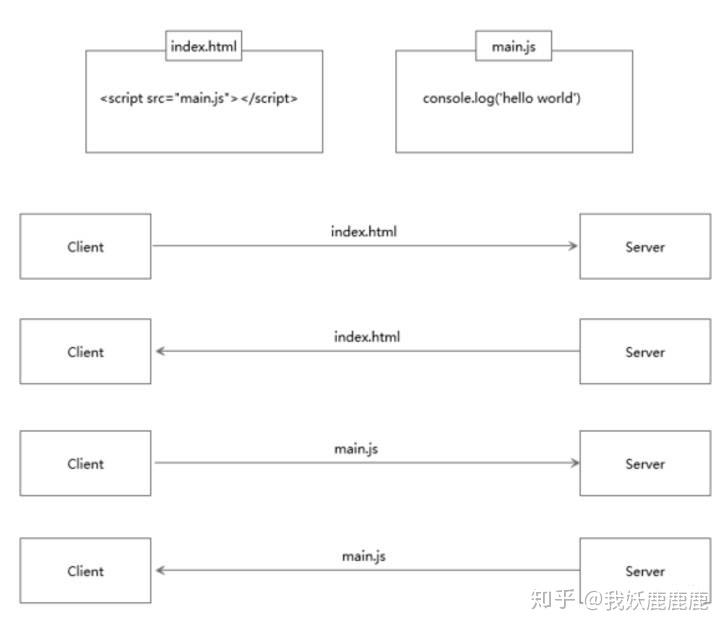 index.html
main.js
<script src="main.js"></script>
console.log('hello world')
index.html
Client
Server
index.html
Client
Server
main.js
Client
Server
main.js
Client
Server
知乎 @我妖鹿鹿鹿